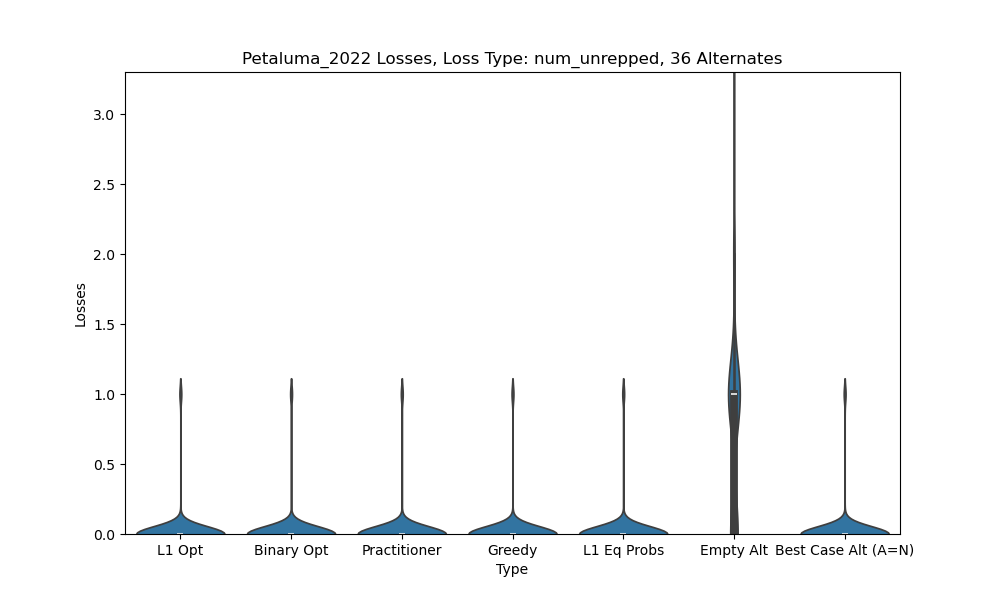 Petaluma_2022 Losses, Loss Type: num_unrepped, 36 Alternates
3.0
2.5
2.0
1.5
1.0
0.5
0.0
Losses
L1 Opt
Binary Opt
Practitioner
Greedy
L1 Eq Probs
Empty Alt
Best Case Alt (A=N)
Type